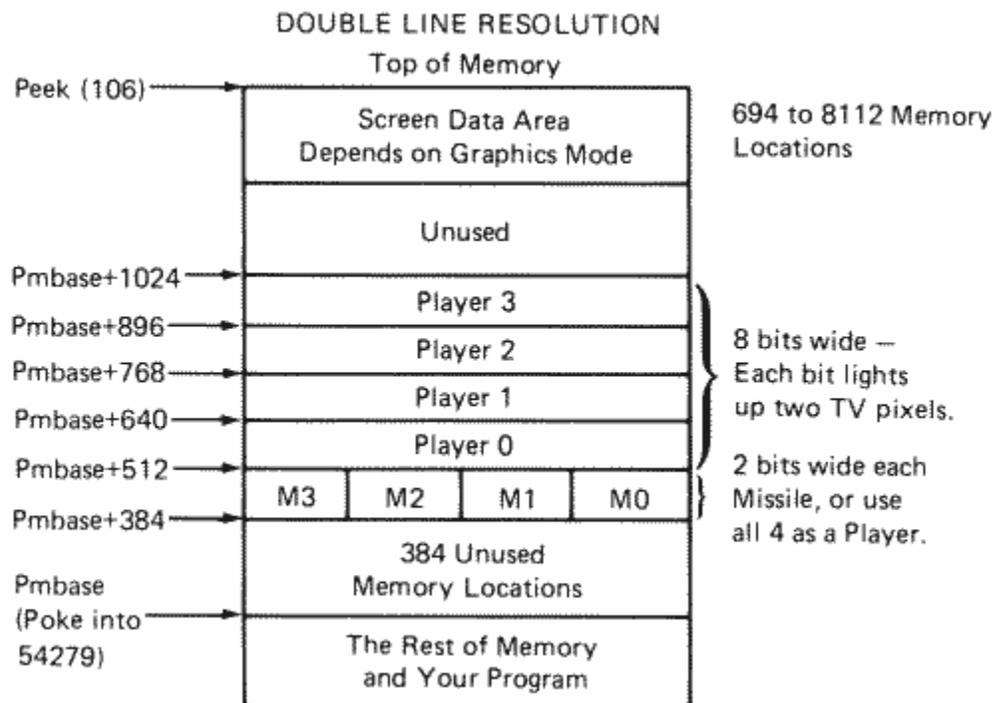 DOUBLE LINE RESOLUTION
Top of Memory
Peek (106)
Screen Data Area
Depends on Graphics Mode
694 to 8112 Memory
Locations
Unused
Pmbase+1024
Player 3
Pmbase+896
Player 2
Pmbase+768
Player 1
Pmbase+640
Player 0
Pmbase+512
8 bits wide —
Each bit lights
up two TV pixels.
M3 M2 M1 M0
Pmbase+384
2 bits wide each
Missile, or use
all 4 as a Player.
384 Unused
Memory Locations
Pmbase
(Poke into
54279)
The Rest of Memory
and Your Program